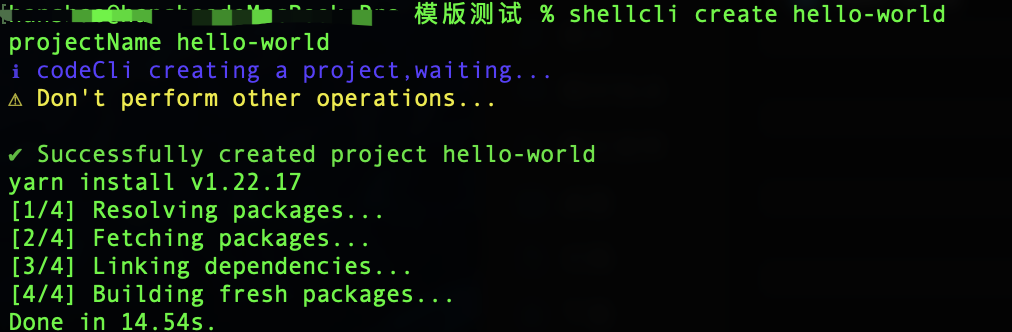 模版测试 % shellcli create hello-world
projectName hello-world
ℹ codeCli creating a project,waiting...
⚠ Don't perform other operations...
✔ Successfully created project hello-world
yarn install v1.22.17
[1/4] Resolving packages...
[2/4] Fetching packages...
[3/4] Linking dependencies...
[4/4] Building fresh packages...
Done in 14.54s.